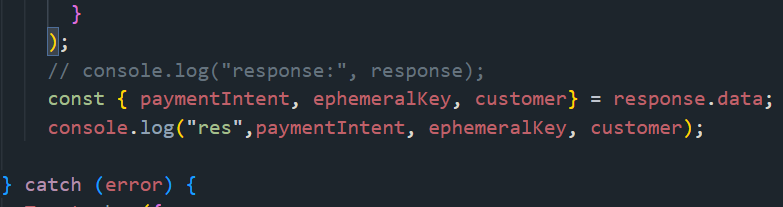 }
);
// console.log("response:", response);
const { paymentIntent, ephemeralKey, customer} = response.data;
console.log("res",paymentIntent, ephemeralKey, customer);
} catch (error) {